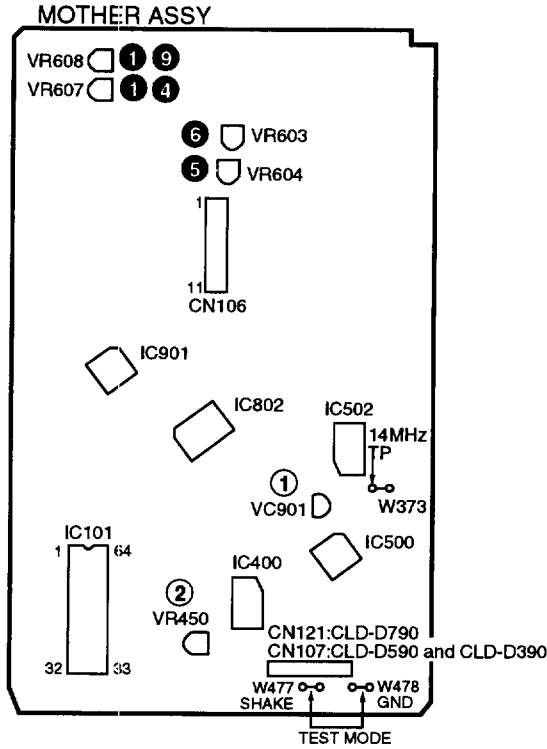 MOTHER ASSY
VR608 1 9
VR607 1 4
6 VR603
5 VR604
1
11
CN106
IC901
IC802
IC502
14MHz
TP
1
VC901
W373
IC101
1 64
IC500
IC400
2
VR450
CN121:CLD-D790
CN107:CLD-D590 and CLD-D390
32 33
W477 W478
SHAKE GND
TEST MODE